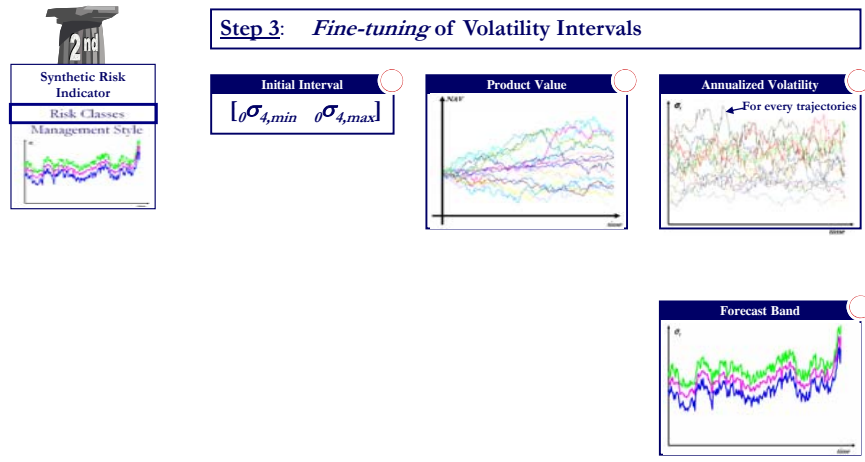 2nd
Synthetic Risk
Indicator
Risk Classes
Management Style
Step 3: Fine-tuning of Volatility Intervals
Initial Interval
[₀σ₄,min ₀σ₄,max]
Product Value
NAV
time
Annualized Volatility
σt
For every trajectories
time
Forecast Band
σt
time